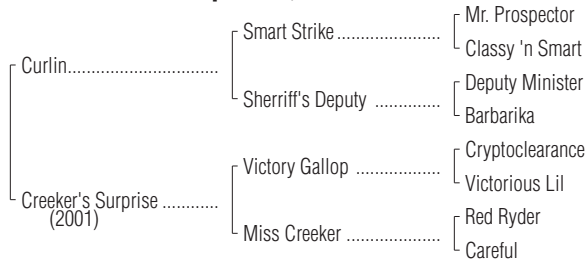 Mr. Prospector
Smart Strike
Classy 'n Smart
Curlin
Deputy Minister
Sherriff's Deputy
Barbarika
Cryptoclearance
Victory Gallop
Victorious Lil
Creeker's Surprise
(2001)
Red Ryder
Miss Creeker
Careful